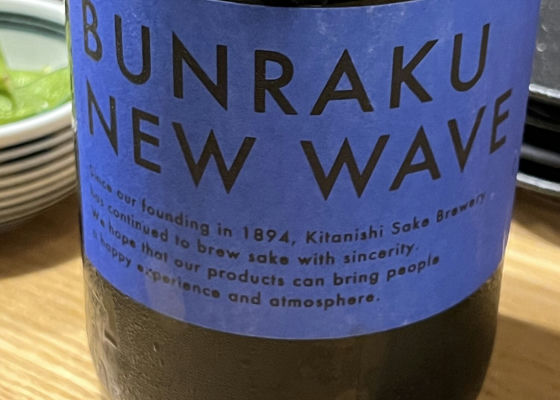 BUNRAKU
NEW WAVE
Since our founding in 1894, Kitanishi Sake Brewery
has continued to brew sake with sincerity.
We hope that our products can bring people
a happy experience and atmosphere.